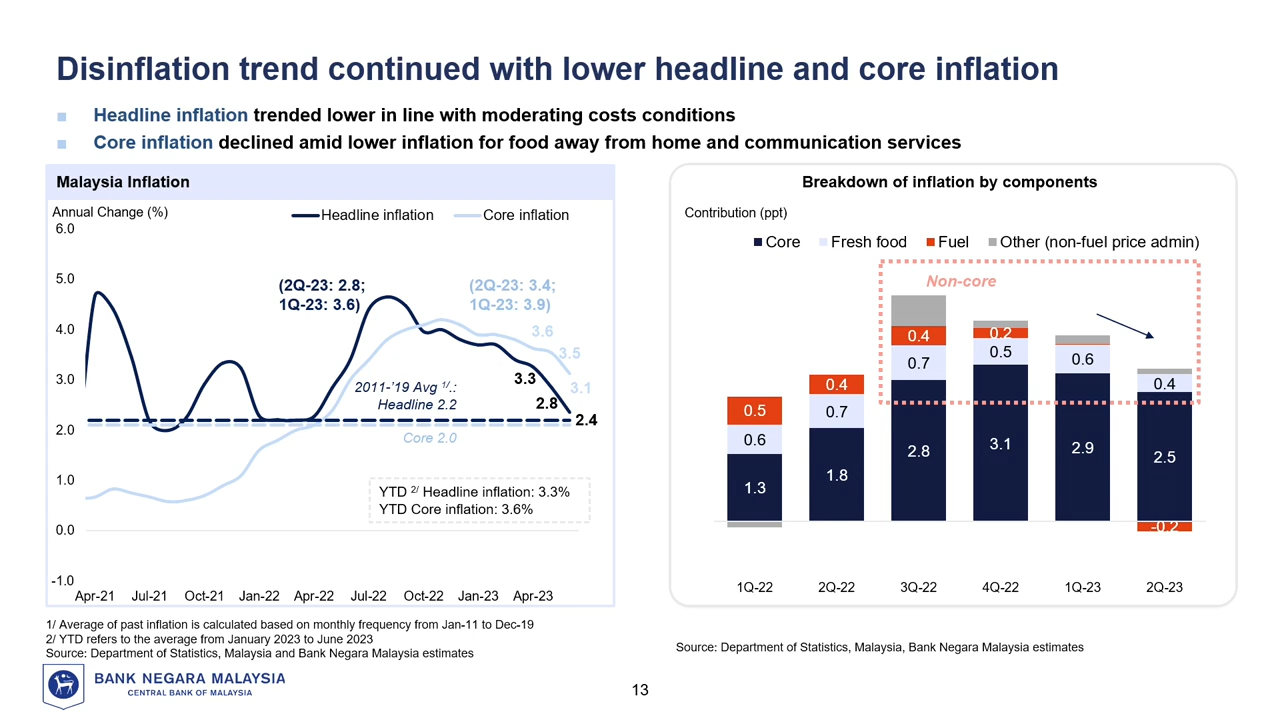 Disinflation trend continued with lower headline and core inflation
Headline inflation trended lower in line with moderating costs conditions
Core inflation declined amid lower inflation for food away from home and communication services
Malaysia Inflation
Annual Change (%)
Headline inflation
Core inflation
6.0
5.0
4.0
3.0
2.0
1.0
0.0
-1.0
(2Q-23: 2.8;
1Q-23: 3.6)
(2Q-23: 3.4;
1Q-23: 3.9)
3.6
3.5
3.1
3.3
2.8
2.4
2011-'19 Avg 1/.:
Headline 2.2
Core 2.0
YTD 2/ Headline inflation: 3.3%
YTD Core inflation: 3.6%
Apr-21 Jul-21 Oct-21 Jan-22 Apr-22 Jul-22 Oct-22 Jan-23 Apr-23
1/ Average of past inflation is calculated based on monthly frequency from Jan-11 to Dec-19
2/ YTD refers to the average from January 2023 to June 2023
Source: Department of Statistics, Malaysia and Bank Negara Malaysia estimates
Breakdown of inflation by components
Contribution (ppt)
Core Fresh food Fuel Other (non-fuel price admin)
Non-core
0.5
0.6
1.3
0.4
0.7
1.8
0.4
0.7
2.8
0.2
0.5
3.1
0.6
2.9
0.4
2.5
-0.2
1Q-22 2Q-22 3Q-22 4Q-22 1Q-23 2Q-23
Source: Department of Statistics, Malaysia, Bank Negara Malaysia estimates
BANK NEGARA MALAYSIA
CENTRAL BANK OF MALAYSIA
13